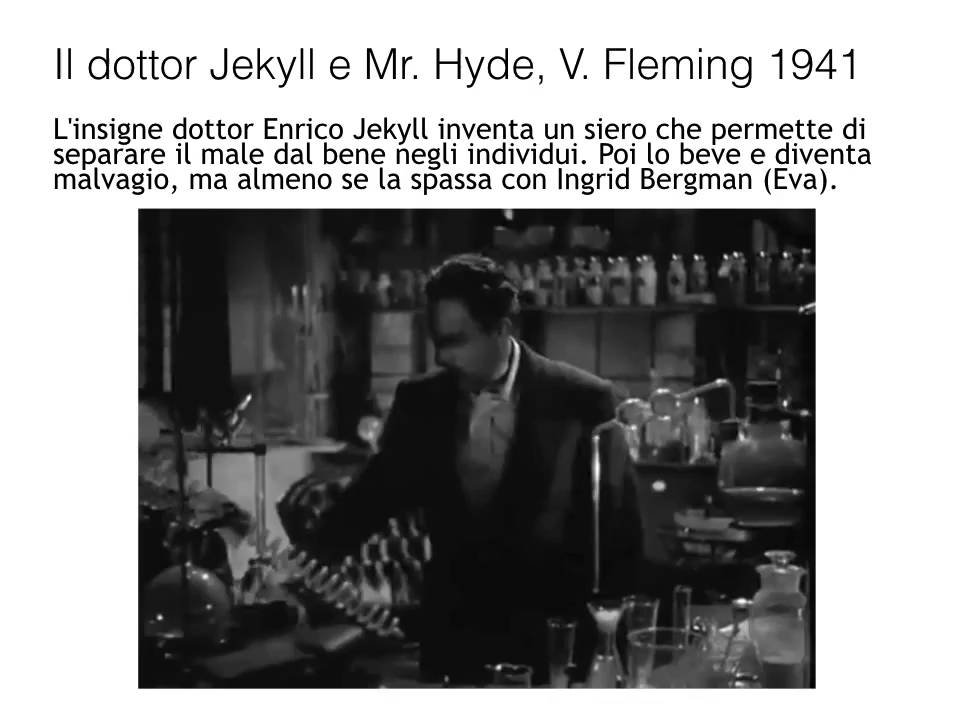 Il dottor Jekyll e Mr. Hyde, V. Fleming 1941
L'insigne dottor Enrico Jekyll inventa un siero che permette di
separare il male dal bene negli individui. Poi lo beve e diventa
malvagio, ma almeno se la spassa con Ingrid Bergman (Eva).